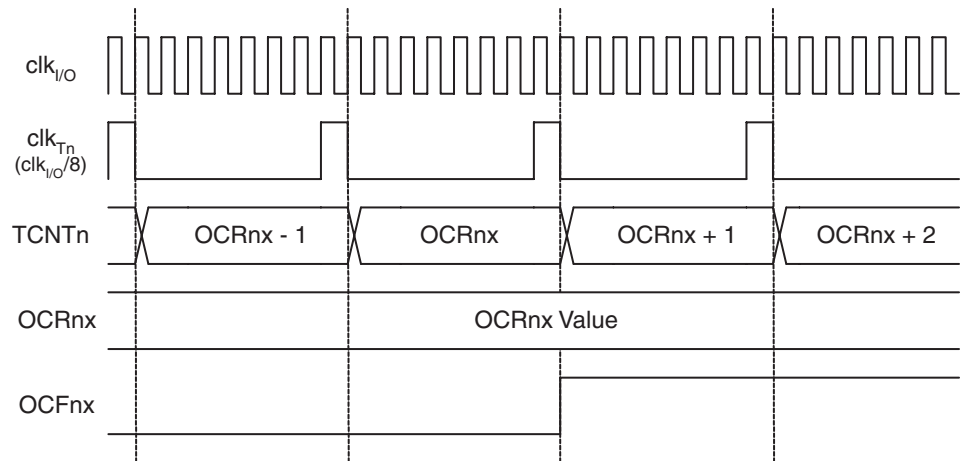 clkI/O
clkTn
(clkI/O/8)
TCNTn
OCRnx - 1
OCRnx
OCRnx + 1
OCRnx + 2
OCRnx
OCRnx Value
OCFnx